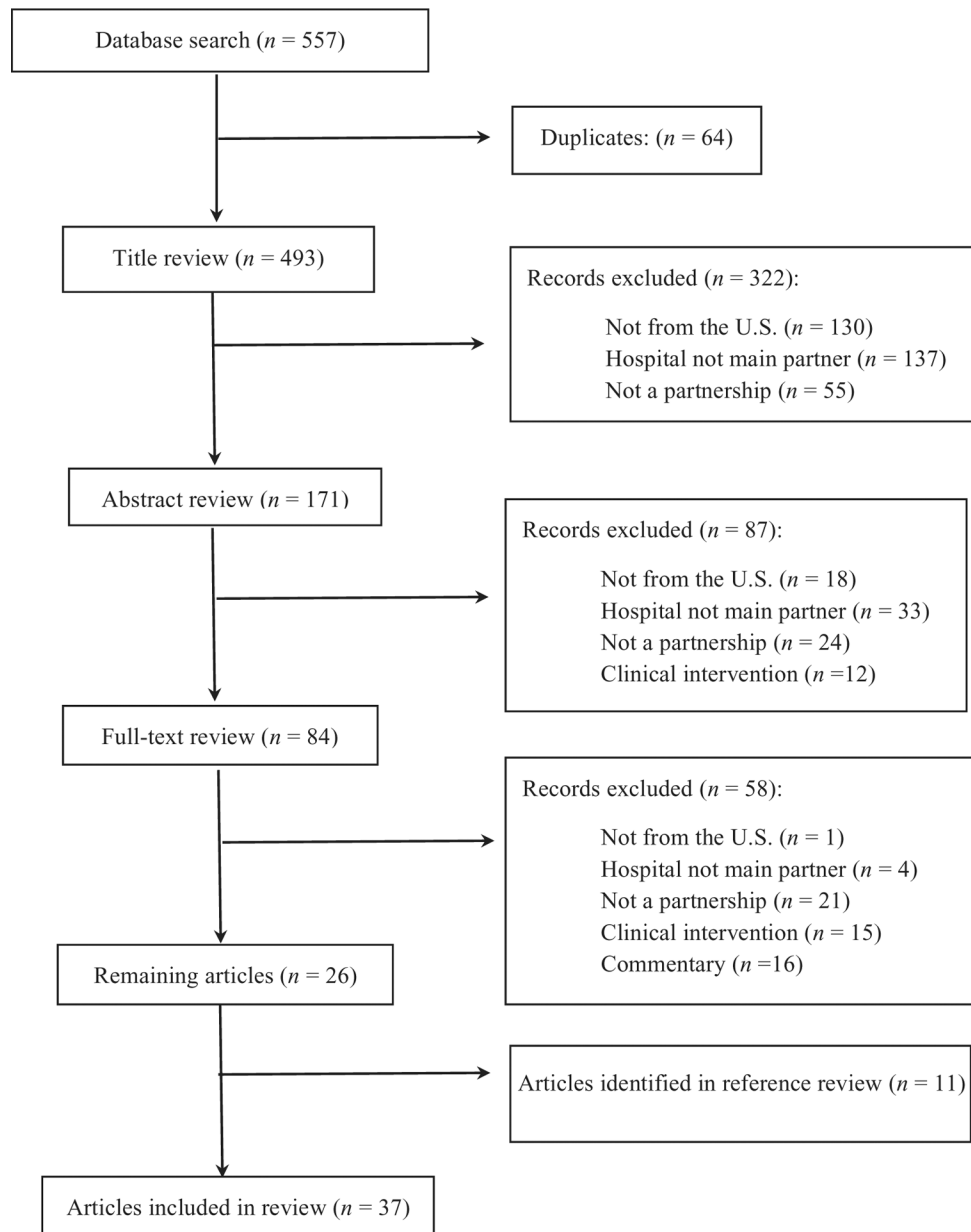 Database search (n = 557)
Duplicates: (n = 64)
Title review (n = 493)
Records excluded (n = 322):
Not from the U.S. (n = 130)
Hospital not main partner (n = 137)
Not a partnership (n = 55)
Abstract review (n = 171)
Records excluded (n = 87):
Not from the U.S. (n = 18)
Hospital not main partner (n = 33)
Not a partnership (n = 24)
Clinical intervention (n =12)
Full-text review (n = 84)
Records excluded (n = 58):
Not from the U.S. (n = 1)
Hospital not main partner (n = 4)
Not a partnership (n = 21)
Clinical intervention (n = 15)
Commentary (n =16)
Remaining articles (n = 26)
Articles identified in reference review (n = 11)
Articles included in review (n = 37)